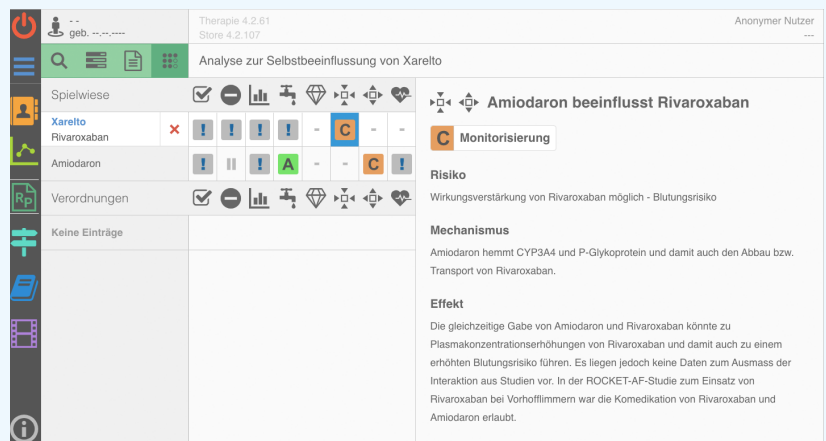 - -
geb. --.--.----
Therapie 4.2.61
Store 4.2.107
Anonymer Nutzer
---
Analyse zur Selbstbeeinflussung von Xarelto
Spielwiese
Xarelto
Rivaroxaban
! ! ! ! - C - -
Amiodaron
! !! ! A - - C !
Verordnungen
Keine Einträge
Rp
Amiodaron beeinflusst Rivaroxaban
C Monitorisierung
Risiko
Wirkungsverstärkung von Rivaroxaban möglich - Blutungsrisiko
Mechanismus
Amiodaron hemmt CYP3A4 und P-Glykoprotein und damit auch den Abbau bzw.
Transport von Rivaroxaban.
Effekt
Die gleichzeitige Gabe von Amiodaron und Rivaroxaban könnte zu
Plasmakonzentrationserhöhungen von Rivaroxaban und damit auch zu einem
erhöhten Blutungsrisiko führen. Es liegen jedoch keine Daten zum Ausmass der
Interaktion aus Studien vor. In der ROCKET-AF-Studie zum Einsatz von
Rivaroxaban bei Vorhofflimmern war die Komedikation von Rivaroxaban und
Amiodaron erlaubt.